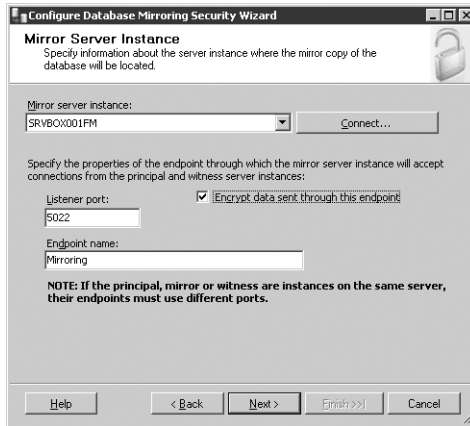 Configure Database Mirroring Security Wizard
Mirror Server Instance
Specify information about the server instance where the mirror copy of the
database will be located.
Mirror server instance:
SRVBOX001FM
Connect...
Specify the properties of the endpoint through which the mirror server instance will accept
connections from the principal and witness server instances:
Listener port:
Encrypt data sent through this endpoint
5022
Endpoint name:
Mirroring
NOTE: If the principal, mirror or witness are instances on the same server,
their endpoints must use different ports.
Help
< Back
Next >
Finish >>|
Cancel